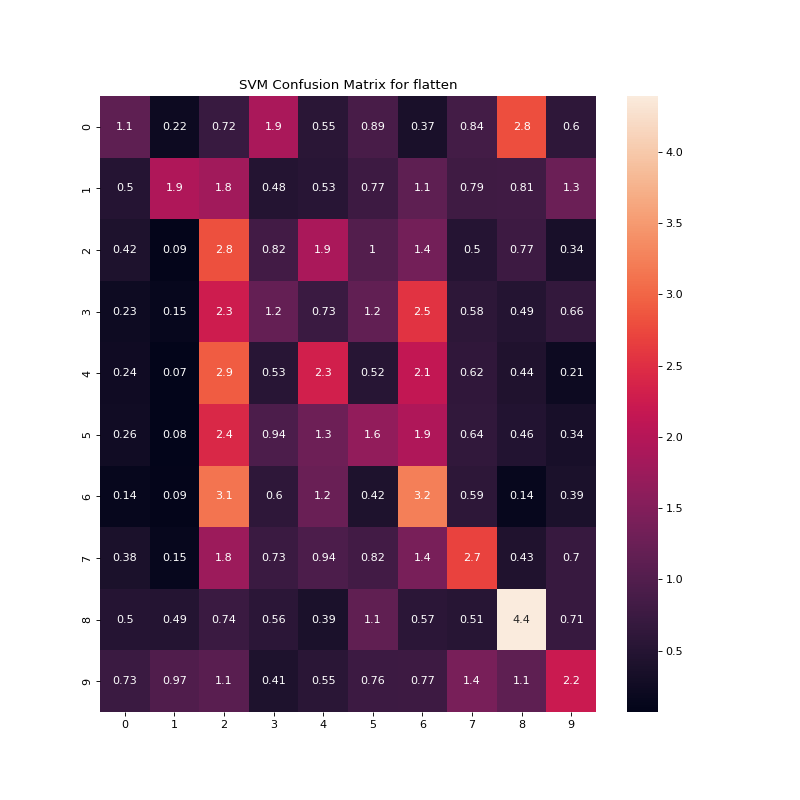 SVM Confusion Matrix for flatten
0 1.1 0.22 0.72 1.9 0.55 0.89 0.37 0.84 2.8 0.6
1 0.5 1.9 1.8 0.48 0.53 0.77 1.1 0.79 0.81 1.3
2 0.42 0.09 2.8 0.82 1.9 1 1.4 0.5 0.77 0.34
3 0.23 0.15 2.3 1.2 0.73 1.2 2.5 0.58 0.49 0.66
4 0.24 0.07 2.9 0.53 2.3 0.52 2.1 0.62 0.44 0.21
5 0.26 0.08 2.4 0.94 1.3 1.6 1.9 0.64 0.46 0.34
6 0.14 0.09 3.1 0.6 1.2 0.42 3.2 0.59 0.14 0.39
7 0.38 0.15 1.8 0.73 0.94 0.82 1.4 2.7 0.43 0.7
8 0.5 0.49 0.74 0.56 0.39 1.1 0.57 0.51 4.4 0.71
9 0.73 0.97 1.1 0.41 0.55 0.76 0.77 1.4 1.1 2.2
0 1 2 3 4 5 6 7 8 9
4.0
3.5
3.0
2.5
2.0
1.5
1.0
0.5